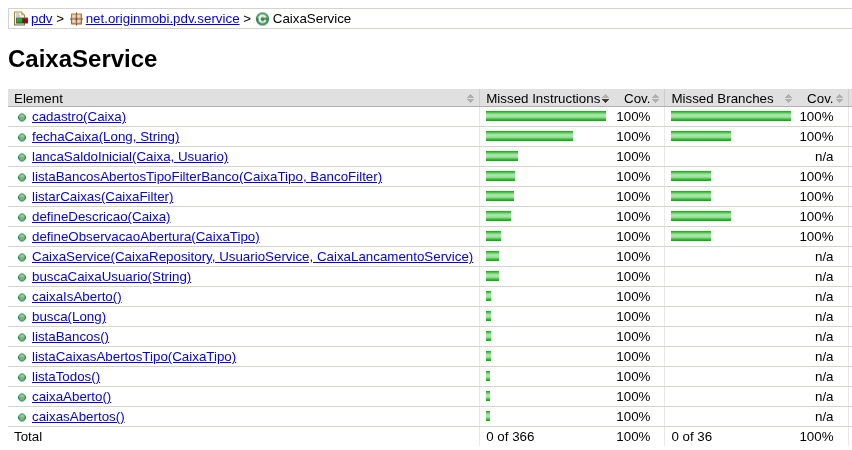 pdv > net.originmobi.pdv.service > CaixaService
CaixaService
Element Missed Instructions Cov. Missed Branches Cov.
cadastro(Caixa) 100% 100%
fechaCaixa(Long, String) 100% 100%
lancaSaldoInicial(Caixa, Usuario) 100% n/a
listaBancosAbertosTipoFilterBanco(CaixaTipo, BancoFilter) 100% 100%
listarCaixas(CaixaFilter) 100% 100%
defineDescricao(Caixa) 100% 100%
defineObservacaoAbertura(CaixaTipo) 100% 100%
CaixaService(CaixaRepository, UsuarioService, CaixaLancamentoService) 100% n/a
buscaCaixaUsuario(String) 100% n/a
caixaIsAberto() 100% n/a
busca(Long) 100% n/a
listaBancos() 100% n/a
listaCaixasAbertosTipo(CaixaTipo) 100% n/a
listaTodos() 100% n/a
caixaAberto() 100% n/a
caixasAbertos() 100% n/a
Total 0 of 366 100% 0 of 36 100%